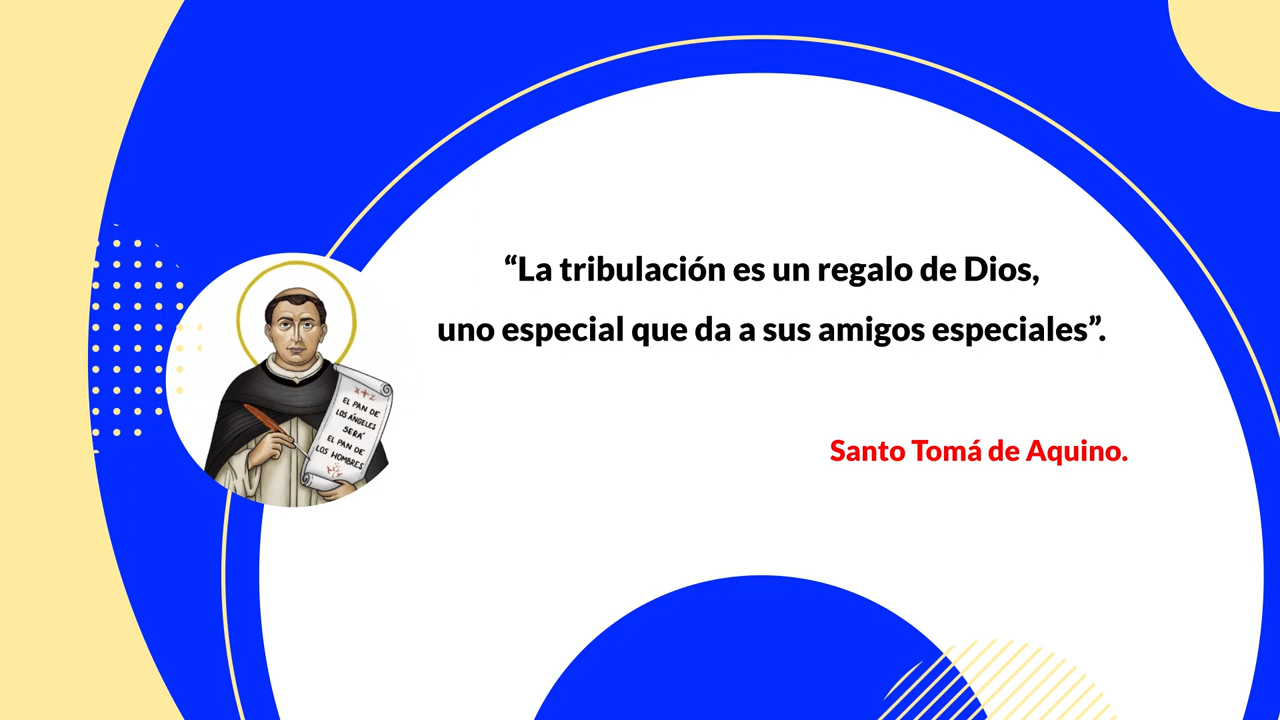 “La tribulación es un regalo de Dios,
uno especial que da a sus amigos especiales”.
Santo Tomá de Aquino.
EL PAN DE
LOS ÁNGELES
SERÁ
EL PAN DE
LOS HOMBRES